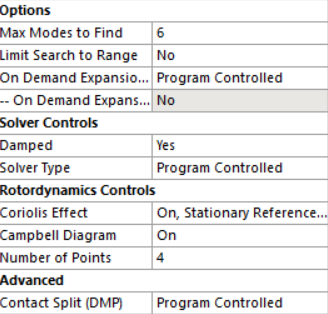 Options
Max Modes to Find 6
Limit Search to Range No
On Demand Expansio... Program Controlled
-- On Demand Expans... No
Solver Controls
Damped Yes
Solver Type Program Controlled
Rotordynamics Controls
Coriolis Effect On, Stationary Reference...
Campbell Diagram On
Number of Points 4
Advanced
Contact Split (DMP) Program Controlled